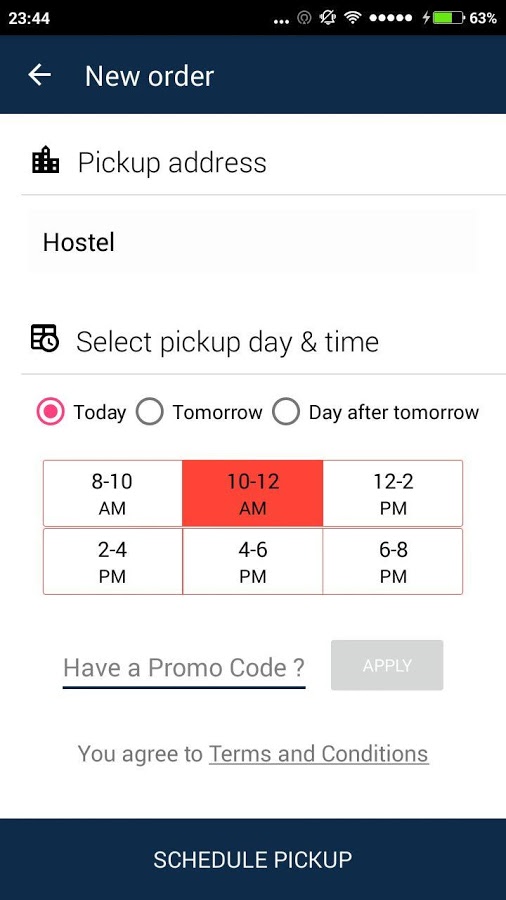 23:44 ... 63%
New order
Pickup address
Hostel
Select pickup day & time
Today Tomorrow Day after tomorrow
8-10 10-12 12-2
AM AM PM
2-4 4-6 6-8
PM PM PM
Have a Promo Code ? APPLY
You agree to Terms and Conditions
SCHEDULE PICKUP